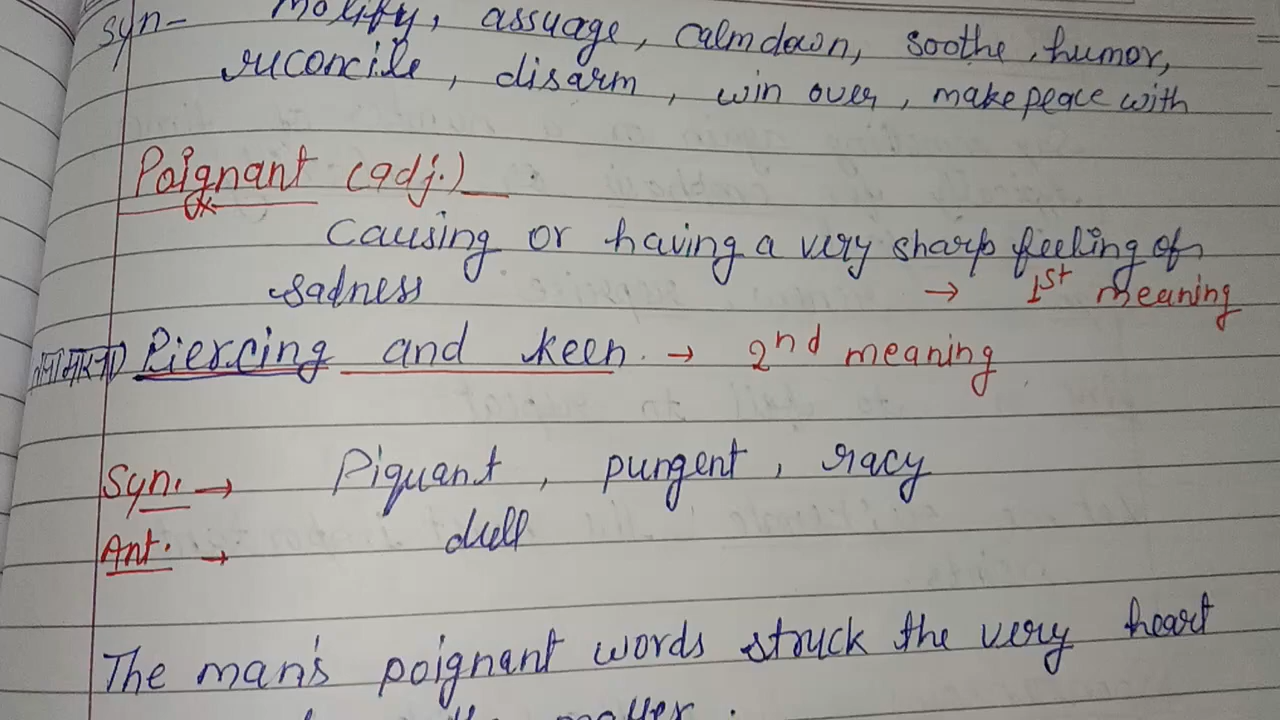 syn- Molify, assuage, calm down, soothe, humor,
reconcile, disarm, win over, make peace with
Poignant (adj.)
Causing or having a very sharp feeling of
sadness → 1st meaning
Piercing and keen. → 2nd meaning
Syn. → Piquant, pungent, racy
Ant. → dull
The man's poignant words struck the very heart
matter.